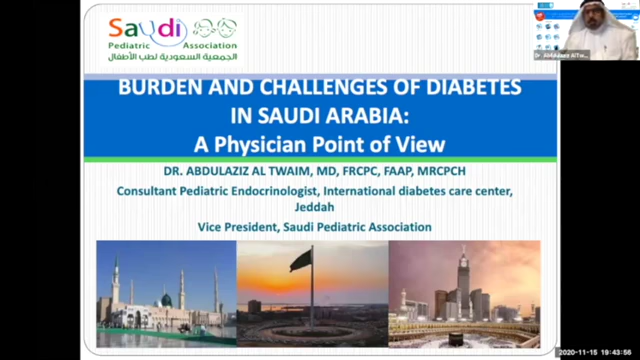 Saudi
Pediatric Association
الجمعية السعودية لطب الأطفال
BURDEN AND CHALLENGES OF DIABETES
IN SAUDI ARABIA:
A Physician Point of View
DR. ABDULAZIZ AL TWAIM, MD, FRCPC, FAAP, MRCPCH
Consultant Pediatric Endocrinologist, International diabetes care center,
Jeddah
Vice President, Saudi Pediatric Association
2020-11-15 19:43:56